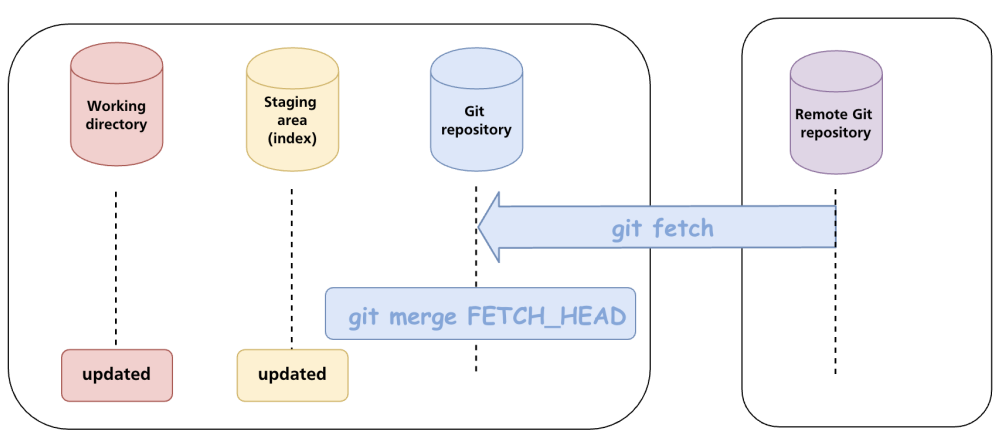 Working
directory
Staging
area
(index)
Git
repository
Remote Git
repository
git fetch
git merge FETCH_HEAD
updated
updated